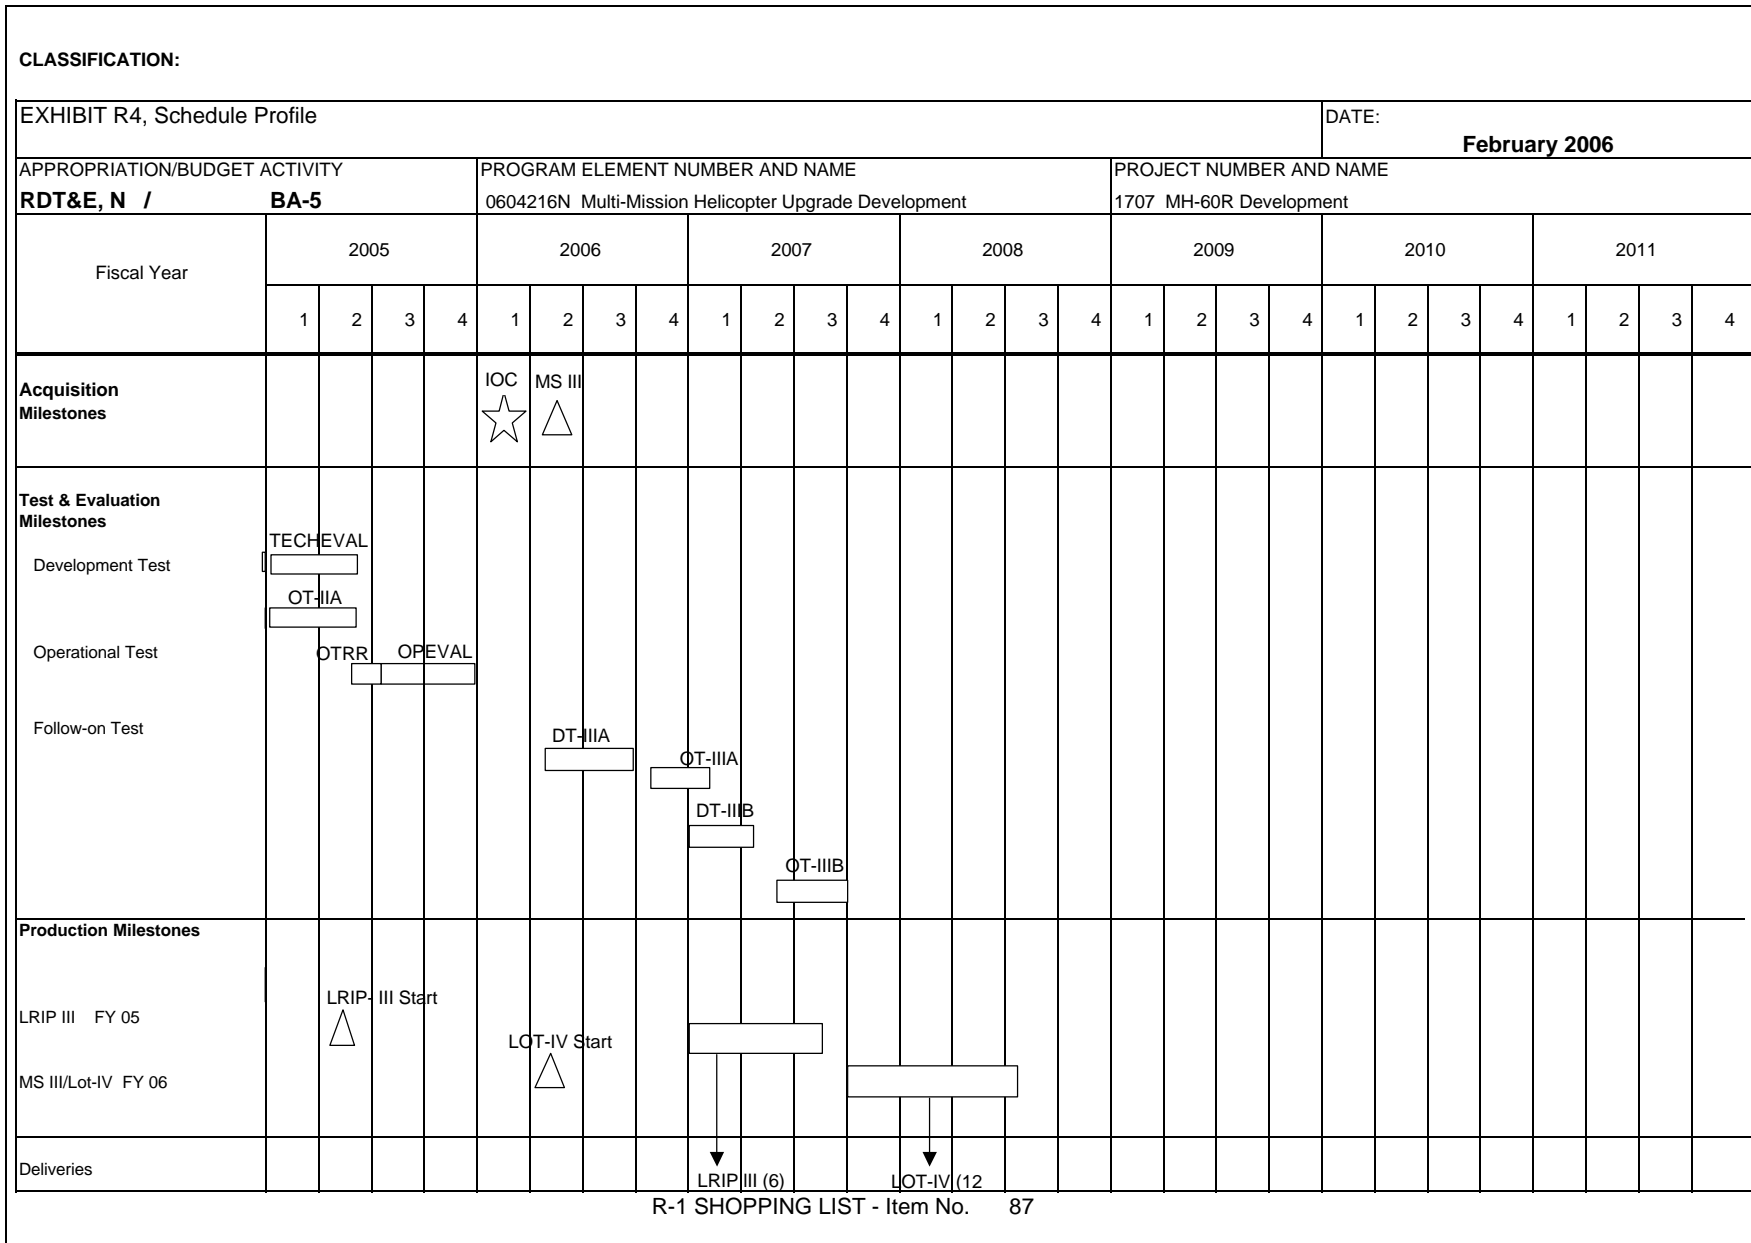 CLASSIFICATION:
EXHIBIT R4, Schedule Profile
DATE:
February 2006
APPROPRIATION/BUDGET ACTIVITY
PROGRAM ELEMENT NUMBER AND NAME
PROJECT NUMBER AND NAME
RDT&E, N / BA-5
0604216N Multi-Mission Helicopter Upgrade Development
1707 MH-60R Development
Fiscal Year
2005 2006 2007 2008 2009 2010 2011
1 2 3 4 1 2 3 4 1 2 3 4 1 2 3 4 1 2 3 4 1 2 3 4 1 2 3 4
Acquisition
Milestones
IOC MS III
Test & Evaluation
Milestones
TECHEVAL
Development Test
OT-IIA
Operational Test
OTRR OPEVAL
Follow-on Test
DT-IIIA
OT-IIIA
DT-IIIB
OT-IIIB
Production Milestones
LRIP- III Start
LRIP III FY 05
LOT-IV Start
MS III/Lot-IV FY 06
Deliveries
LRIP III (6)
LOT-IV (12
R-1 SHOPPING LIST - Item No. 87